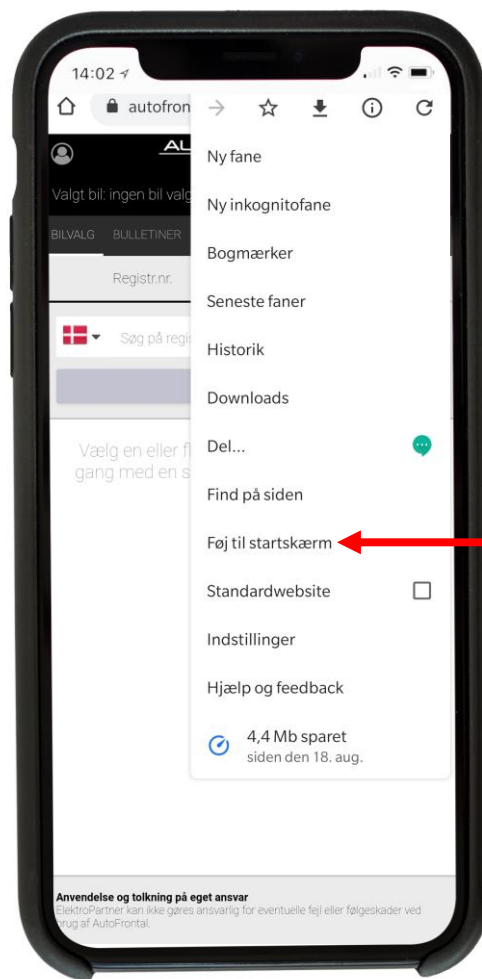 14:02
autofron
AU
Valgt bil: ingen bil valg
BILVALG BULLETINER
Registr.nr.
Søg på regi
Vælg en eller f
gang med en s
Ny fane
Ny inkognitofane
Bogmærker
Seneste faner
Historik
Downloads
Del...
Find på siden
Føj til startskærm
Standardwebsite
Indstillinger
Hjælp og feedback
4,4 Mb sparet
siden den 18. aug.
Anvendelse og tolkning på eget ansvar
ElektroPartner kan ikke gøres ansvarlig for eventuelle fejl eller følgeskader ved
brug af AutoFrontal.